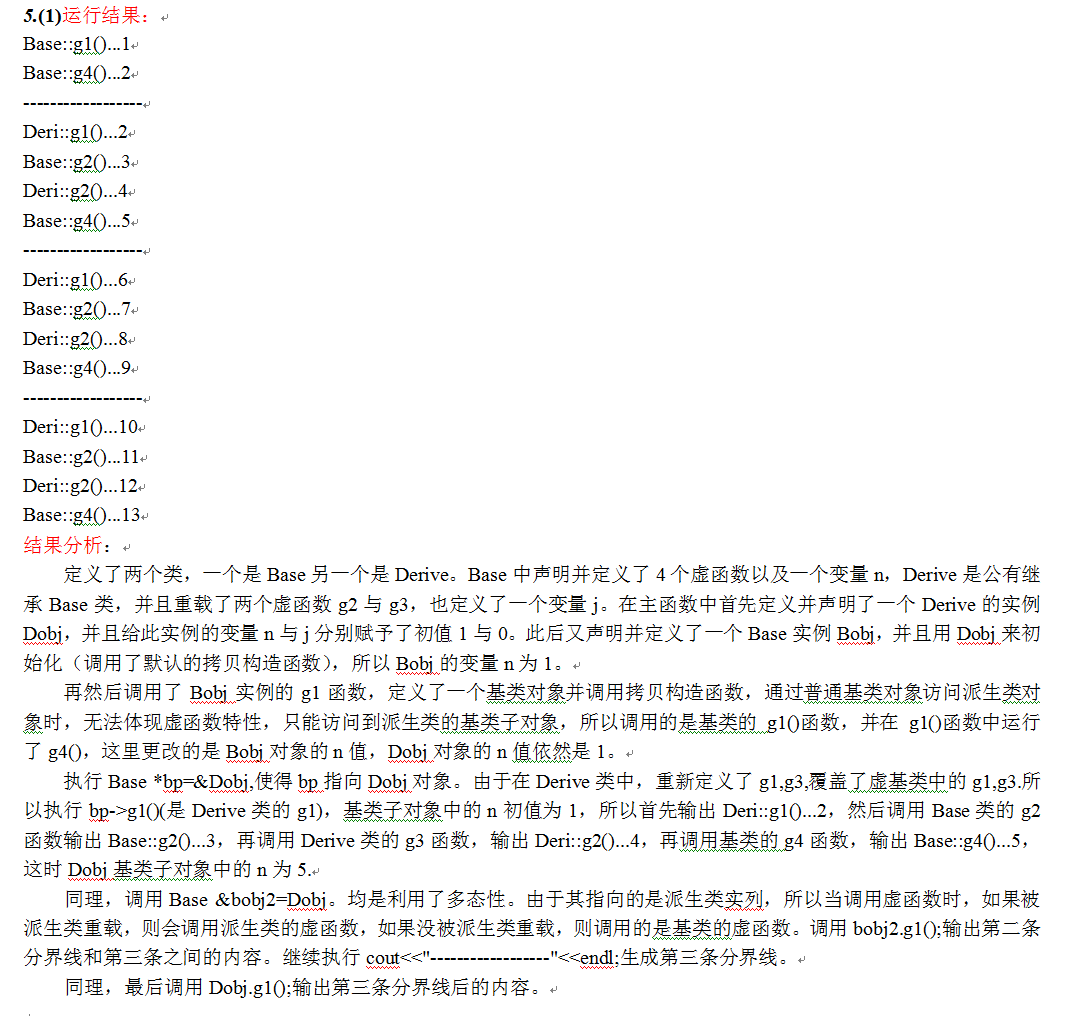 5.(1)运行结果：
Base::g1()...1
Base::g4()...2
------------------
Deri::g1()...2
Base::g2()...3
Deri::g2()...4
Base::g4()...5
------------------
Deri::g1()...6
Base::g2()...7
Deri::g2()...8
Base::g4()...9
------------------
Deri::g1()...10
Base::g2()...11
Deri::g2()...12
Base::g4()...13
结果分析：
定义了两个类，一个是 Base 另一个是 Derive。Base 中声明并定义了 4 个虚函数以及一个变量 n，Derive 是公有继
承 Base 类，并且重载了两个虚函数 g2 与 g3，也定义了一个变量 j。在主函数中首先定义并声明了一个 Derive 的实例
Dobj，并且给此实例的变量 n 与 j 分别赋予了初值 1 与 0。此后又声明并定义了一个 Base 实例 Bobj，并且用 Dobj 来初
始化（调用了默认的拷贝构造函数），所以 Bobj 的变量 n 为 1。
再然后调用了 Bobj 实例的 g1 函数，定义了一个基类对象并调用拷贝构造函数，通过普通基类对象访问派生类对
象时，无法体现虚函数特性，只能访问到派生类的基类子对象，所以调用的是基类的 g1()函数，并在 g1()函数中运行
了 g4()，这里更改的是 Bobj 对象的 n 值，Dobj 对象的 n 值依然是 1。
执行 Base *bp=&Dobj,使得 bp 指向 Dobj 对象。由于在 Derive 类中，重新定义了 g1,g3,覆盖了虚基类中的 g1,g3.所
以执行 bp->g1()(是 Derive 类的 g1)，基类子对象中的 n 初值为 1，所以首先输出 Deri::g1()...2，然后调用 Base 类的 g2
函数输出 Base::g2()...3，再调用 Derive 类的 g3 函数，输出 Deri::g2()...4，再调用基类的 g4 函数，输出 Base::g4()...5，
这时 Dobj 基类子对象中的 n 为 5.
同理，调用 Base &bobj2=Dobj。均是利用了多态性。由于其指向的是派生类实列，所以当调用虚函数时，如果被
派生类重载，则会调用派生类的虚函数，如果没被派生类重载，则调用的是基类的虚函数。调用 bobj2.g1();输出第二条
分界线和第三条之间的内容。继续执行 cout<<"------------------"<<endl;生成第三条分界线。
同理，最后调用 Dobj.g1();输出第三条分界线后的内容。